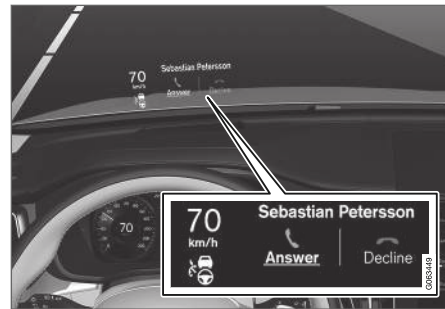 Sebastian Petersson
70
km/h
Answer
Decline
70
70
km/h
Sebastian Petersson
Answer
Decline
G063449